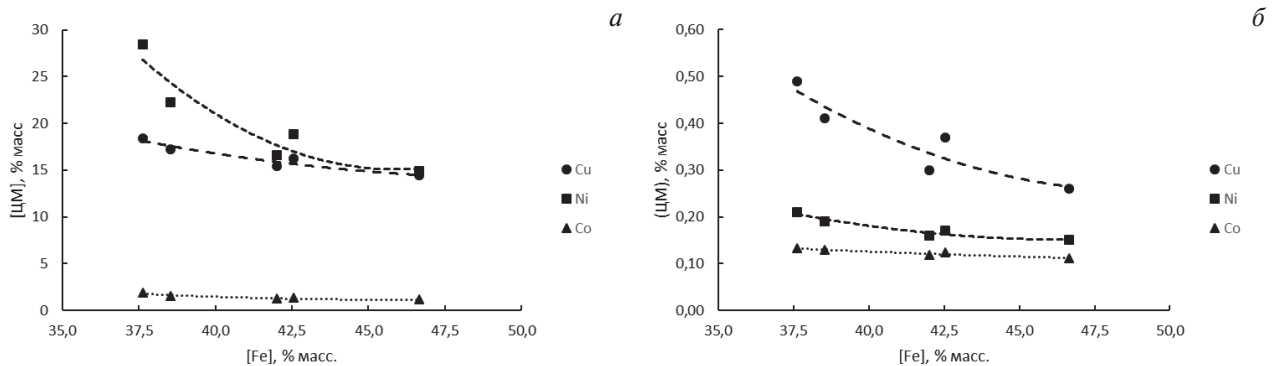 а
[ЦМ], % масс
30
25
20
15
10
5
0
35,0 37,5 40,0 42,5 45,0 47,5 50,0
[Fe], % масс.
Cu
Ni
Co
б
(ЦМ), % масс
0,60
0,50
0,40
0,30
0,20
0,10
0,00
35,0 37,5 40,0 42,5 45,0 47,5 50,0
[Fe], % масс.
Cu
Ni
Co